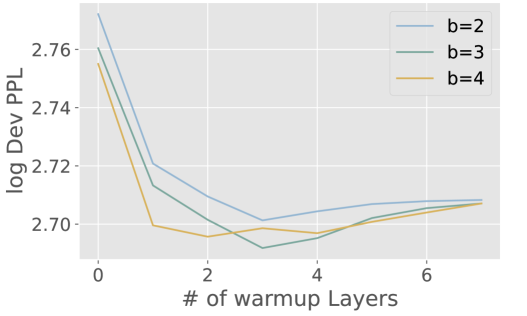 b=2
b=3
b=4
2.76
2.74
2.72
2.70
log Dev PPL
0 2 4 6
# of warmup Layers